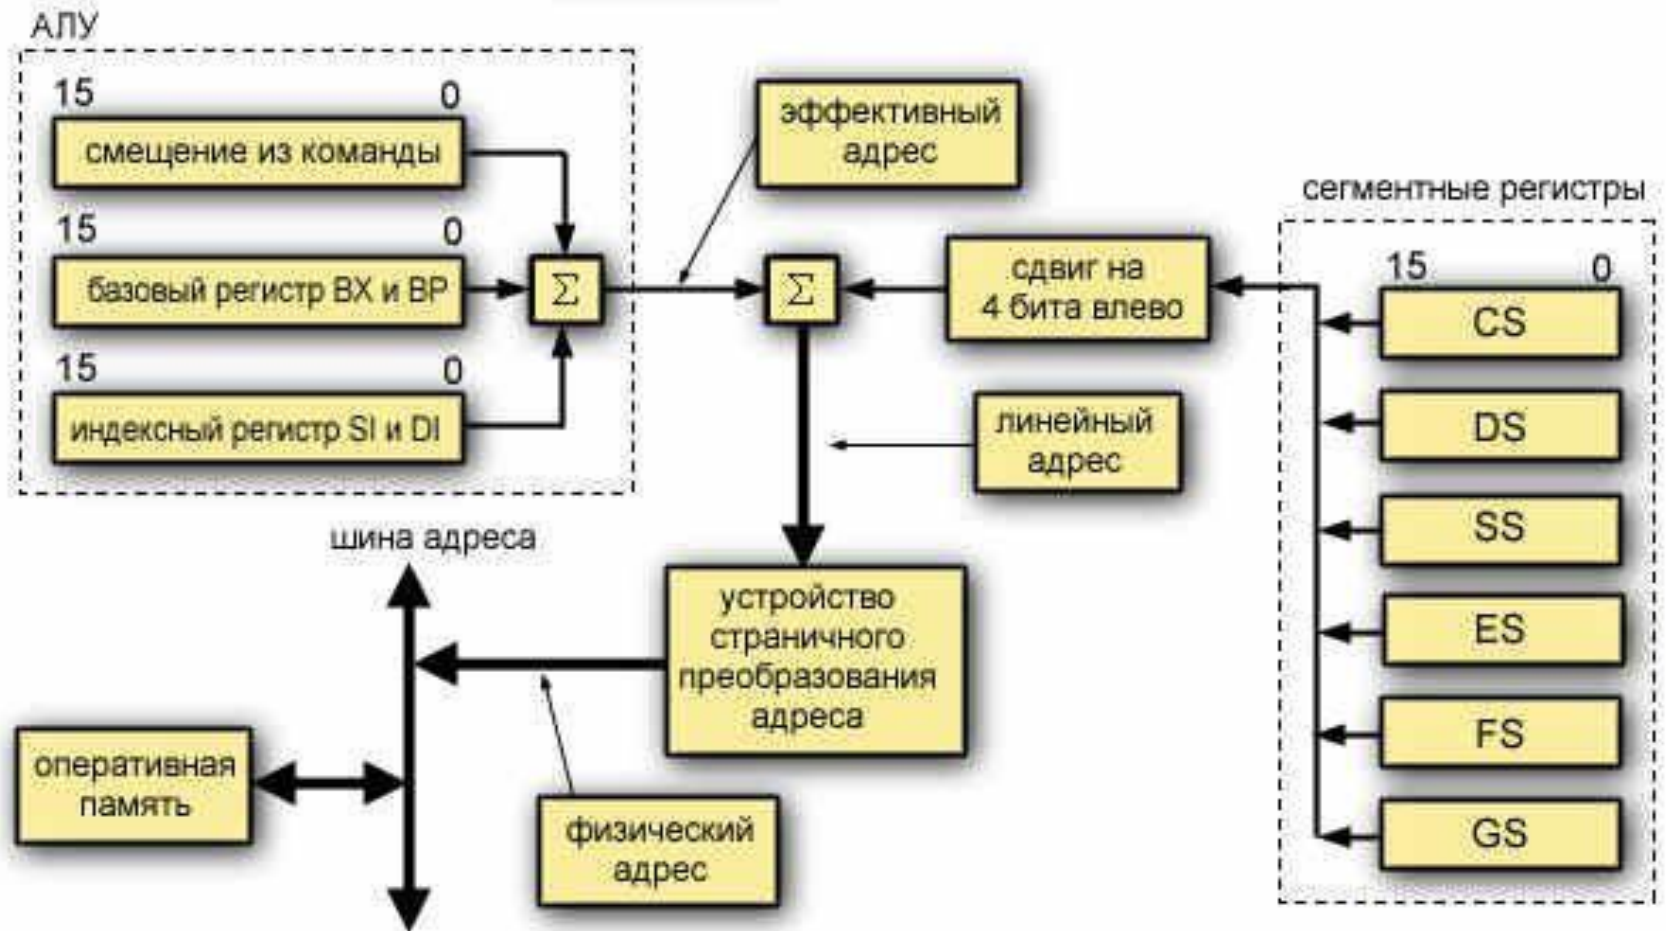 АЛУ
15 0
смещение из команды
15 0
базовый регистр BX и BP
15 0
индексный регистр SI и DI
Σ
эффективный
адрес
Σ
сдвиг на
4 бита влево
сегментные регистры
15 0
CS
DS
SS
ES
FS
GS
линейный
адрес
шина адреса
устройство
страничного
преобразования
адреса
оперативная
память
физический
адрес